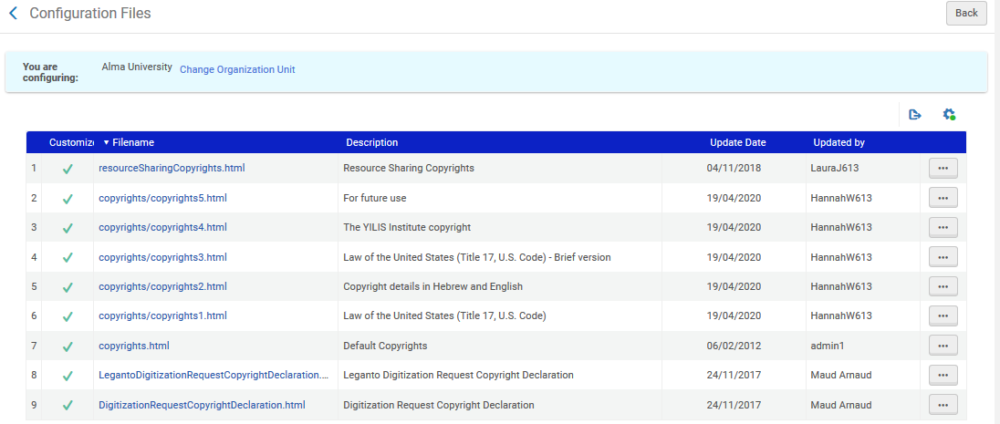 Configuration Files
Back
You are configuring:
Alma University Change Organization Unit
Customize Filename Description Update Date Updated by
1 resourceSharingCopyrights.html Resource Sharing Copyrights 04/11/2018 LauraJ613
2 copyrights/copyrights5.html For future use 19/04/2020 HannahW613
3 copyrights/copyrights4.html The YILIS Institute copyright 19/04/2020 HannahW613
4 copyrights/copyrights3.html Law of the United States (Title 17, U.S. Code) - Brief version 19/04/2020 HannahW613
5 copyrights/copyrights2.html Copyright details in Hebrew and English 19/04/2020 HannahW613
6 copyrights/copyrights1.html Law of the United States (Title 17, U.S. Code) 19/04/2020 HannahW613
7 copyrights.html Default Copyrights 06/02/2012 admin1
8 LegantoDigitizationRequestCopyrightDeclaration.... Leganto Digitization Request Copyright Declaration 24/11/2017 Maud Arnaud
9 DigitizationRequestCopyrightDeclaration.html Digitization Request Copyright Declaration 24/11/2017 Maud Arnaud